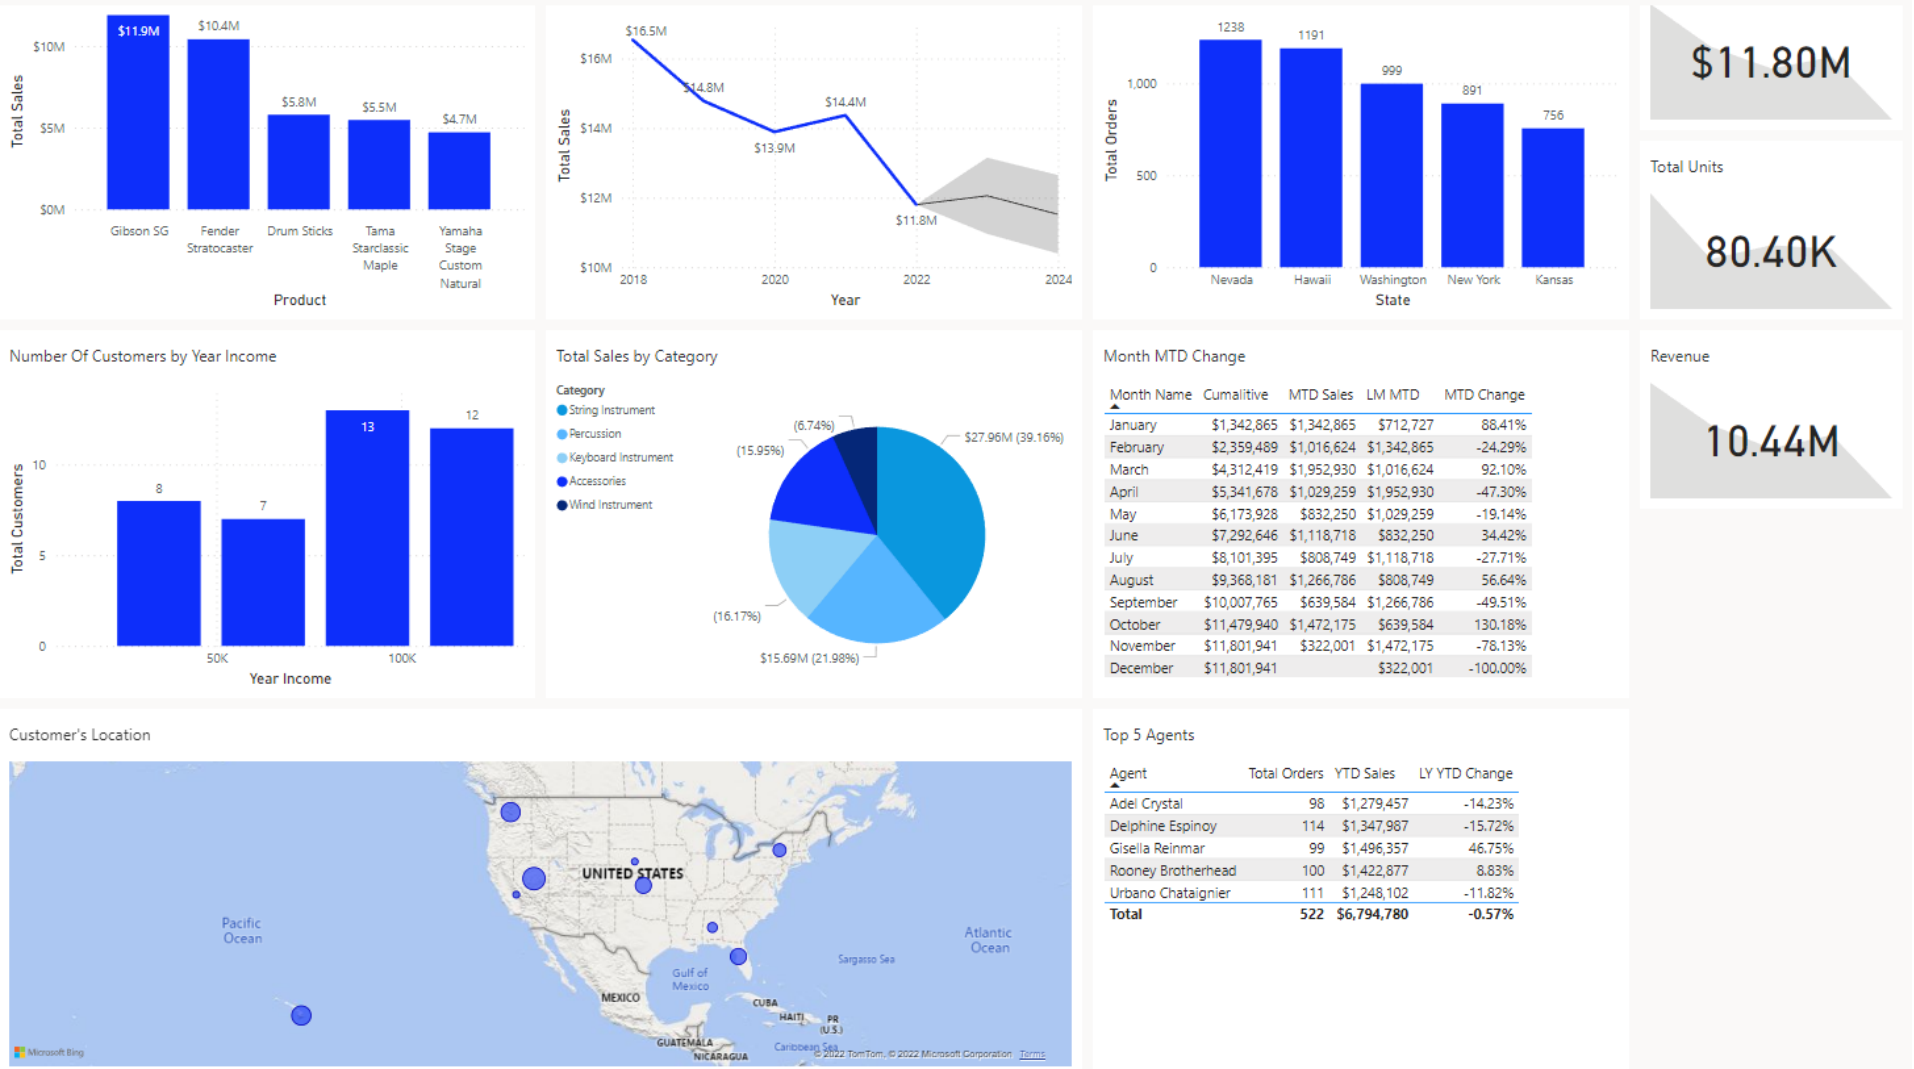 $11.9M
$10.4M
$5.8M
$5.5M
$4.7M
$10M
$5M
$0M
Total Sales
Gibson SG
Fender Stratocaster
Drum Sticks
Tama Starclassic Maple
Yamaha Stage Custom Natural
Product
$16.5M
$14.8M
$13.9M
$14.4M
$11.8M
$16M
$14M
$12M
$10M
Total Sales
2018 2020 2022 2024
Year
1238
1191
999
891
756
1,000
500
0
Total Orders
Nevada Hawaii Washington New York Kansas
State
$11.80M
Total Units
80.40K
Number Of Customers by Year Income
8
7
13
12
10
5
0
Total Customers
50K 100K
Year Income
Total Sales by Category
Category
String Instrument
Percussion
Keyboard Instrument
Accessories
Wind Instrument
(6.74%)
(15.95%)
(16.17%)
$15.69M (21.98%)
$27.96M (39.16%)
Month MTD Change
Month Name Cumalitive MTD Sales LM MTD MTD Change
January $1,342,865 $1,342,865 $712,727 88.41%
February $2,359,489 $1,016,624 $1,342,865 -24.29%
March $4,312,419 $1,952,930 $1,016,624 92.10%
April $5,341,678 $1,029,259 $1,952,930 -47.30%
May $6,173,928 $832,250 $1,029,259 -19.14%
June $7,292,646 $1,118,718 $832,250 34.42%
July $8,101,395 $808,749 $1,118,718 -27.71%
August $9,368,181 $1,266,786 $808,749 56.64%
September $10,007,765 $639,584 $1,266,786 -49.51%
October $11,479,940 $1,472,175 $639,584 130.18%
November $11,801,941 $322,001 $1,472,175 -78.13%
December $11,801,941 $322,001 -100.00%
Revenue
10.44M
Customer's Location
UNITED STATES
Pacific
Ocean
Atlantic
Ocean
Sargasso Sea
Gulf of
Mexico
MEXICO
CUBA
HAITI
PR
(U.S.)
GUATEMALA
NICARAGUA
Caribbean Sea
Microsoft Bing
© 2022 TomTom, © 2022 Microsoft Corporation Terms
Top 5 Agents
Agent Total Orders YTD Sales LY YTD Change
Adel Crystal 98 $1,279,457 -14.23%
Delphine Espinoy 114 $1,347,987 -15.72%
Gisella Reinmar 99 $1,496,357 46.75%
Rooney Brotherhead 100 $1,422,877 8.83%
Urbano Chataignier 111 $1,248,102 -11.82%
Total 522 $6,794,780 -0.57%